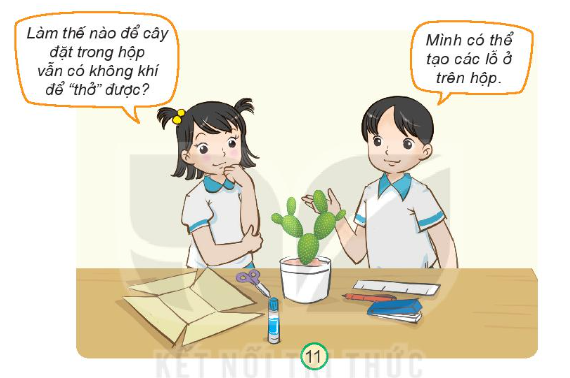 Làm thế nào để cây
đặt trong hộp
vẫn có không khí
để “thở” được?
Mình có thể
tạo các lỗ ở
trên hộp.
11
KẾT NỐI TRI THỨC